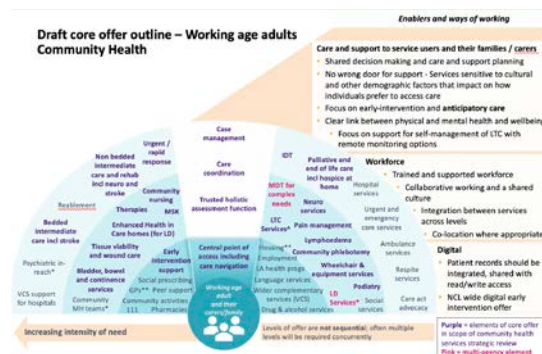 Enablers and ways of working
Draft core offer outline – Working age adults
Community Health
Care and support to service users and their families / carers
Shared decision making and care and support planning
No wrong door for support - Services sensitive to cultural
and other demographic factors that impact on how
individuals prefer to access care
Focus on early-intervention and anticipatory care
Clear link between physical and mental health and wellbein
Focus on support for self-management of LTC with
remote monitoring options
Workforce
Trained and supported workforce
Collaborative working and a shared
culture
Integration between services
across levels
Co-location where appropriate
Digital
Patient records should be
integrated, shared with
read/write access
NCL wide digital early
intervention offer
Purple = elements of core offer
in scope of community health
services strategic review
Pink = multi-agency element
Case
management
Care
coordination
Trusted holistic
assessment function
Central point of
access including
care navigation
Working age
adult
and their
carers/family
Urgent /
rapid
response
Non bedded
intermediate
care and rehab
incl neuro and
stroke
Community
nursing
Reablement
Therapies
MSK
Bedded
intermediate
care incl stroke
Enhanced Health in
Care homes (for LD)
Tissue viability
and wound care
Early
intervention
support
Psychiatric in-
reach*
Bladder, bowel
and continence
services
Social prescribing
GPs** Peer support
VCS support
for hospitals
Community
MH teams*
Community activities
111
Pharmacies
IDT
Palliative and
end of life care
incl hospice at
home
MDT for
complex
needs
Hospital
services
Neuro
services
LTC
Services*
Pain management
Urgent and
emergency
care services
Lymphoedema
Community phlebotomy
Ambulance
services
Housing**
Employment
LA health progs
Wheelchair &
equipment services
Language services
Podiatry
Respite
services
Wider complementary
services (VCS)
LD
Services*
Social
services
Drug & alcohol services
Care act
advocacy
Increasing intensity of need
Levels of offer are not sequential; often multiple
levels will be required concurrently